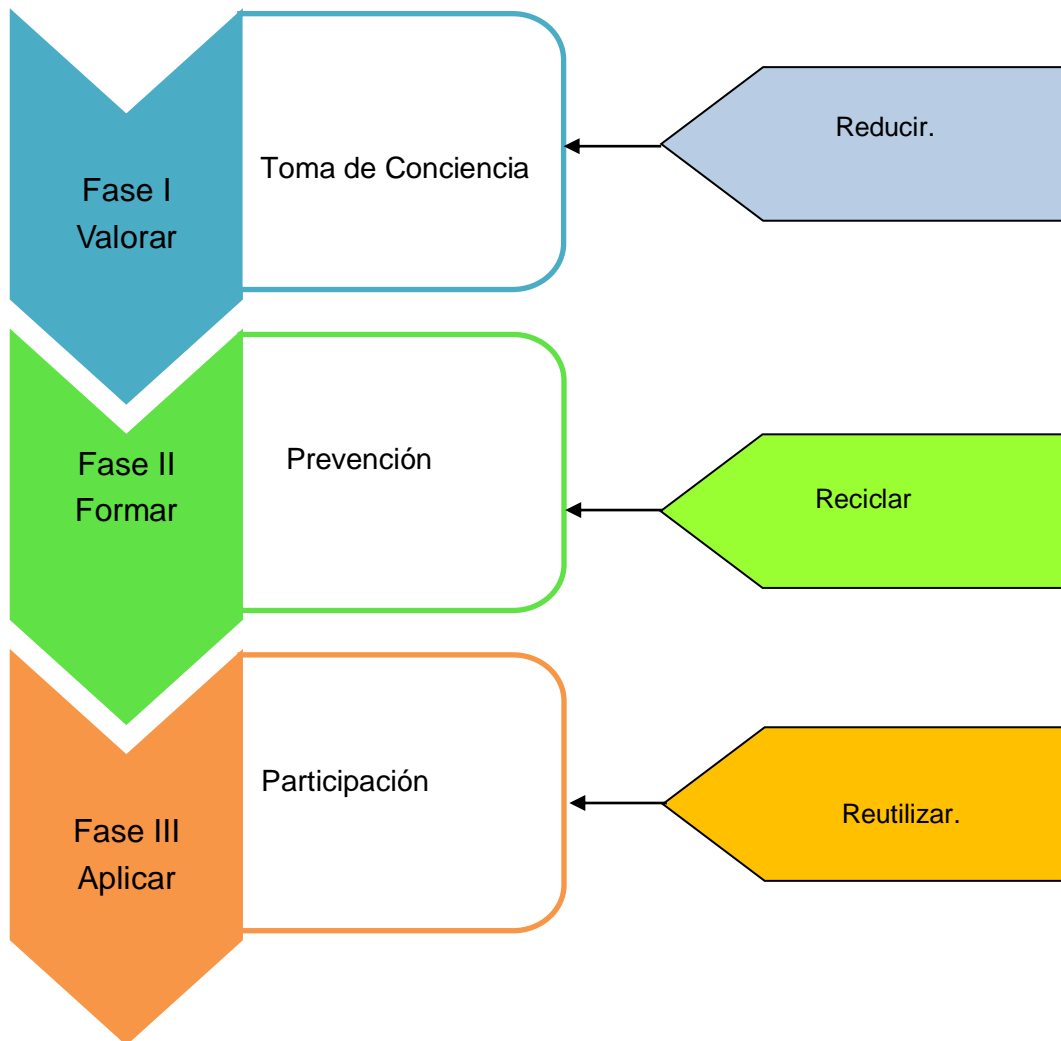 Fase I
Valorar
Toma de Conciencia
Reducir.
Fase II
Formar
Prevención
Reciclar
Fase III
Aplicar
Participación
Reutilizar.